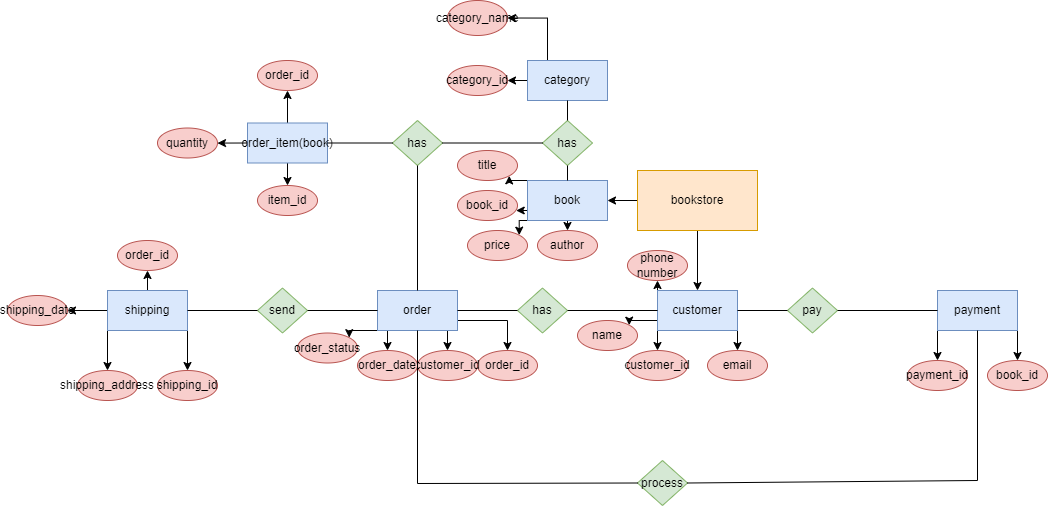 category_name
category_id
category
order_id
quantity
order_item(book)
has
has
title
item_id
book_id
book
bookstore
price
author
order_id
phone
number
shipping_date
shipping
send
order
has
customer
pay
payment
order_status
name
shipping_address
shipping_id
order_date
customer_id
order_id
customer_id
email
payment_id
book_id
process